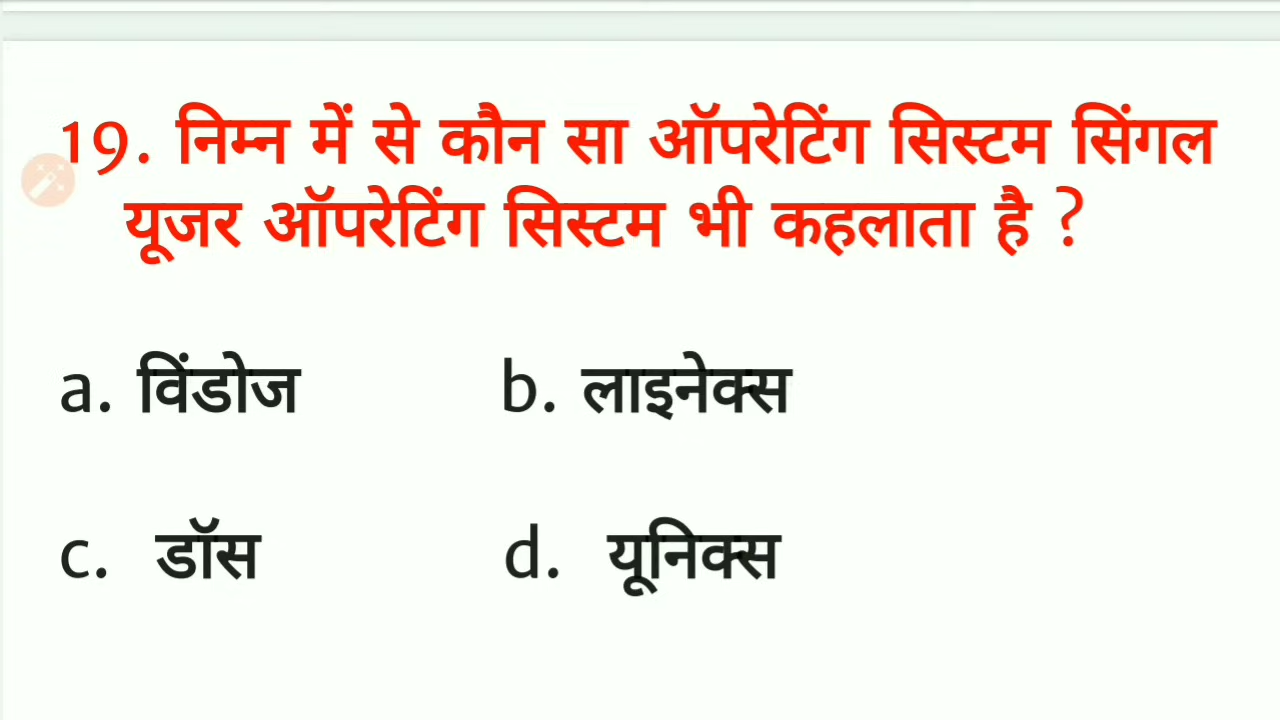 19. निम्न में से कौन सा ऑपरेटिंग सिस्टम सिंगल
यूजर ऑपरेटिंग सिस्टम भी कहलाता है ?
a. विंडोज b. लाइनेक्स
c. डॉस d. यूनिक्स